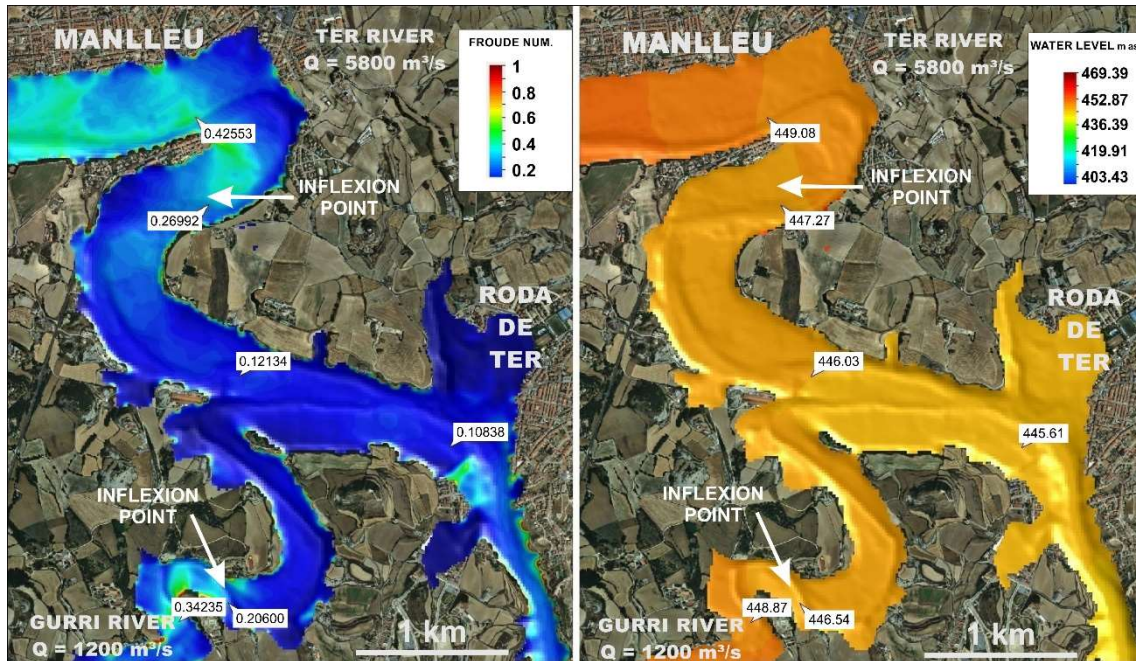 MANLLEU
TER RIVER
Q = 5800 m³/s
FROUDE NUM.
1
0.8
0.6
0.4
0.2
0.42553
INFLEXION
POINT
0.26992
RODA
DE
TER
0.12134
0.10838
INFLEXION
POINT
0.34235
0.20600
GURRI RIVER
Q = 1200 m³/s
1 km
MANLLEU
TER RIVER
Q = 5800 m³/s
WATER LEVEL m as
469.39
452.87
436.39
419.91
403.43
449.08
INFLEXION
POINT
447.27
RODA
DE
TER
446.03
445.61
INFLEXION
POINT
448.87
446.54
GURRI RIVER
Q = 1200 m³/s
1 km